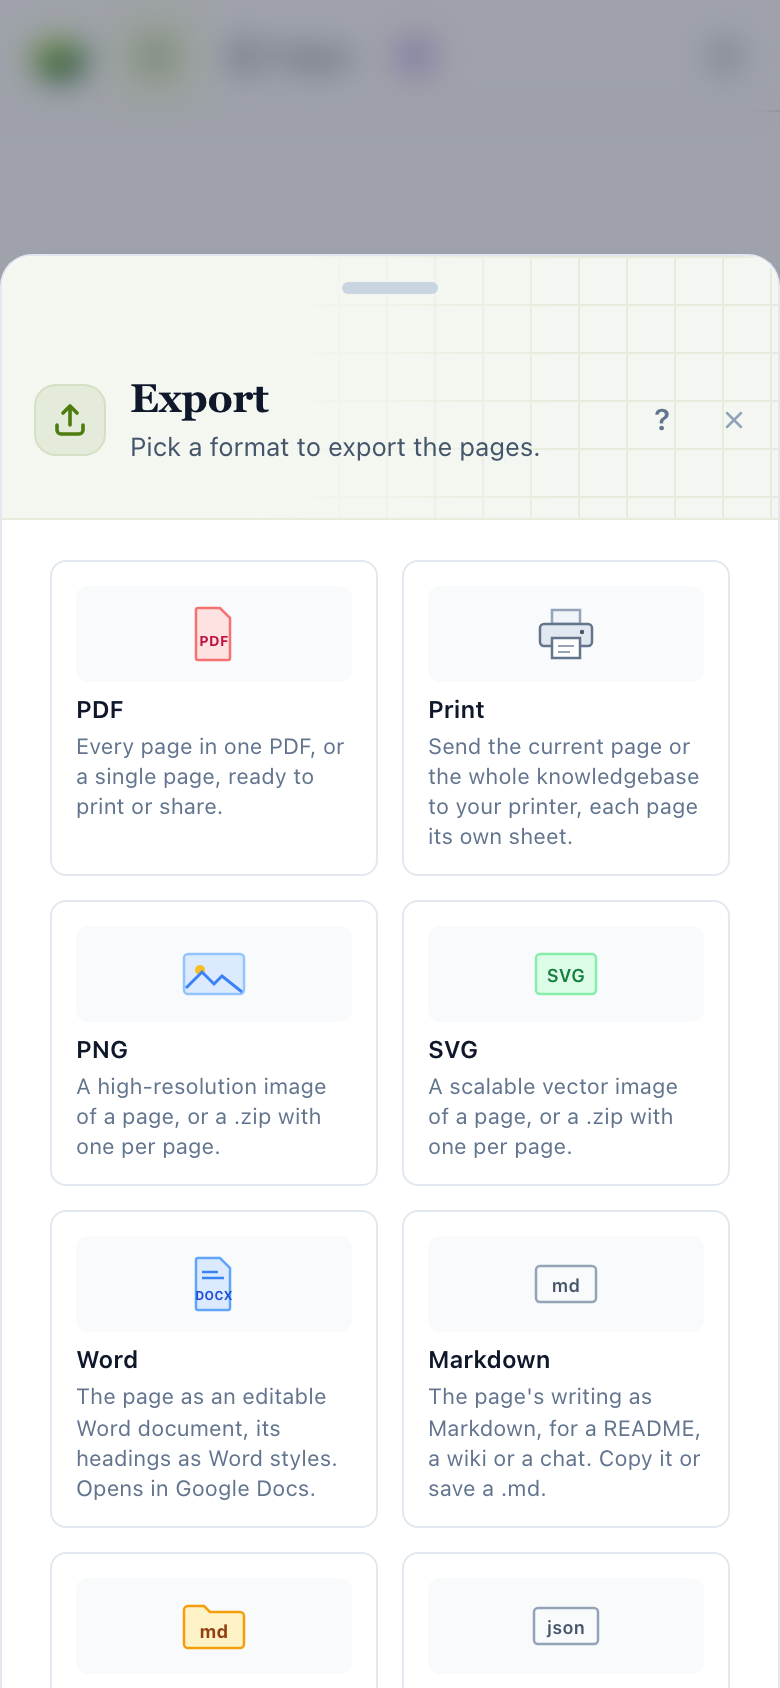 Export
Pick a format to export the pages.
?
PDF
PDF
Every page in one PDF, or
a single page, ready to
print or share.
Print
Send the current page or
the whole knowledgebase
to your printer, each page
its own sheet.
PNG
A high-resolution image
of a page, or a .zip with
one per page.
SVG
SVG
A scalable vector image
of a page, or a .zip with
one per page.
DOCX
Word
The page as an editable
Word document, its
headings as Word styles.
Opens in Google Docs.
md
Markdown
The page's writing as
Markdown, for a README,
a wiki or a chat. Copy it or
save a .md.
md
json